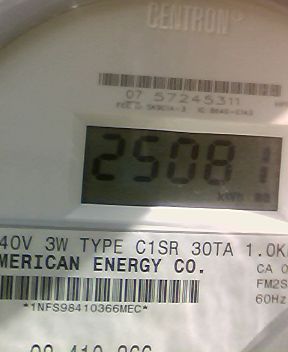 CENTRON®
07 57245311
25081
kWh
40V 3W TYPE C1SR 30TA 1.0K
MERICAN ENERGY CO.
CA 0
FM2S
60Hz
*1NFS98410366MEC*